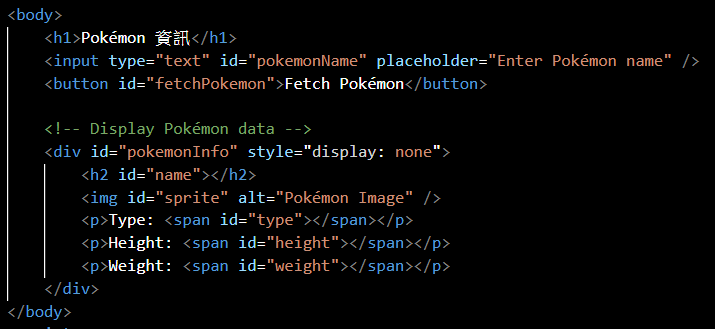 <body>
<h1>Pokémon 資訊</h1>
<input type="text" id="pokemonName" placeholder="Enter Pokémon name" />
<button id="fetchPokemon">Fetch Pokémon</button>
<!-- Display Pokémon data -->
<div id="pokemonInfo" style="display: none">
<h2 id="name"></h2>
<img id="sprite" alt="Pokémon Image" />
<p>Type: <span id="type"></span></p>
<p>Height: <span id="height"></span></p>
<p>Weight: <span id="weight"></span></p>
</div>
</body>